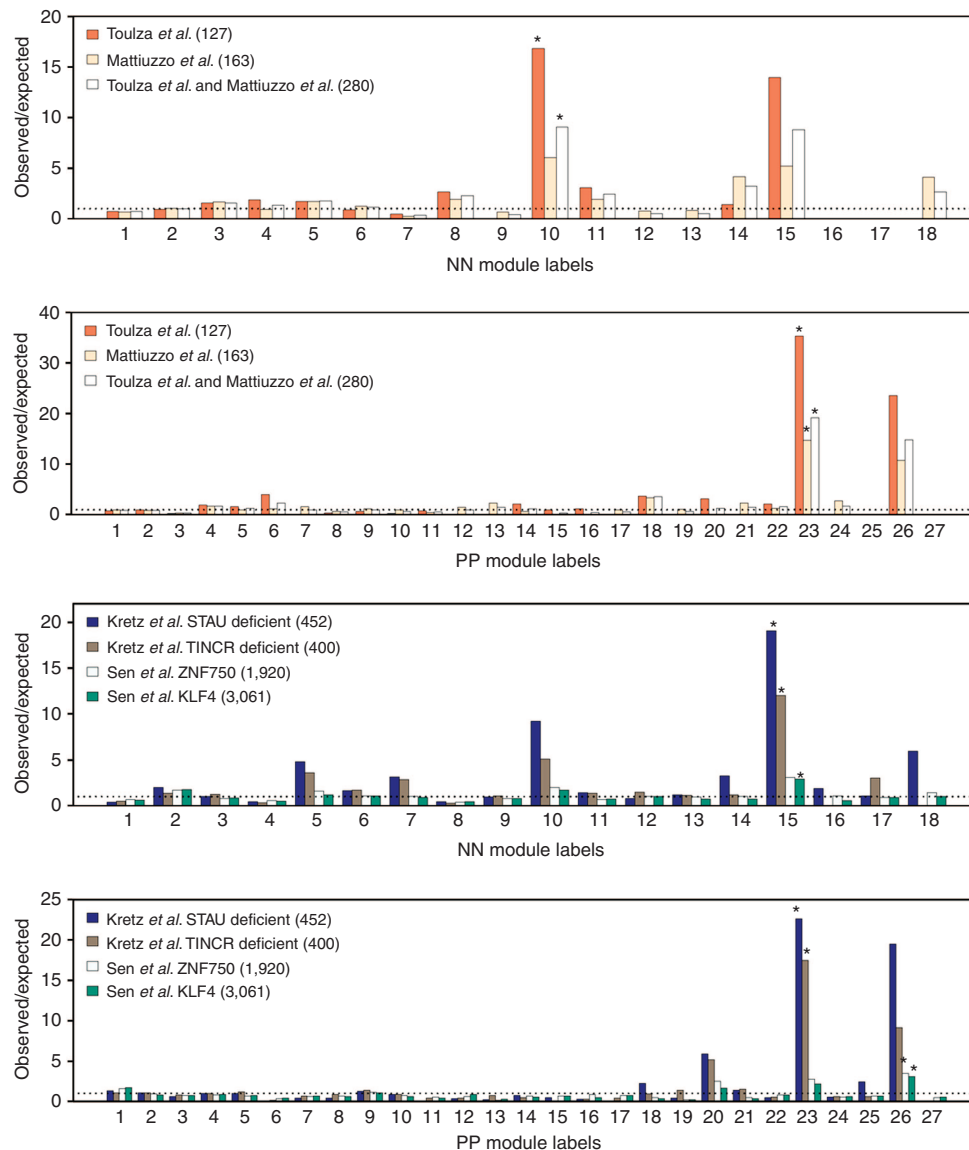 20
15
10
5
0
Observed/expected
Toulza et al. (127)
Mattiuzzo et al. (163)
Toulza et al. and Mattiuzzo et al. (280)
* *
1 2 3 4 5 6 7 8 9 10 11 12 13 14 15 16 17 18
NN module labels
40
30
20
10
0
Observed/expected
Toulza et al. (127)
Mattiuzzo et al. (163)
Toulza et al. and Mattiuzzo et al. (280)
* * *
1 2 3 4 5 6 7 8 9 10 11 12 13 14 15 16 17 18 19 20 21 22 23 24 25 26 27
PP module labels
20
15
10
5
0
Observed/expected
Kretz et al. STAU deficient (452)
Kretz et al. TINCR deficient (400)
Sen et al. ZNF750 (1,920)
Sen et al. KLF4 (3,061)
* * *
1 2 3 4 5 6 7 8 9 10 11 12 13 14 15 16 17 18
NN module labels
25
20
15
10
5
0
Observed/expected
Kretz et al. STAU deficient (452)
Kretz et al. TINCR deficient (400)
Sen et al. ZNF750 (1,920)
Sen et al. KLF4 (3,061)
* * * *
1 2 3 4 5 6 7 8 9 10 11 12 13 14 15 16 17 18 19 20 21 22 23 24 25 26 27
PP module labels